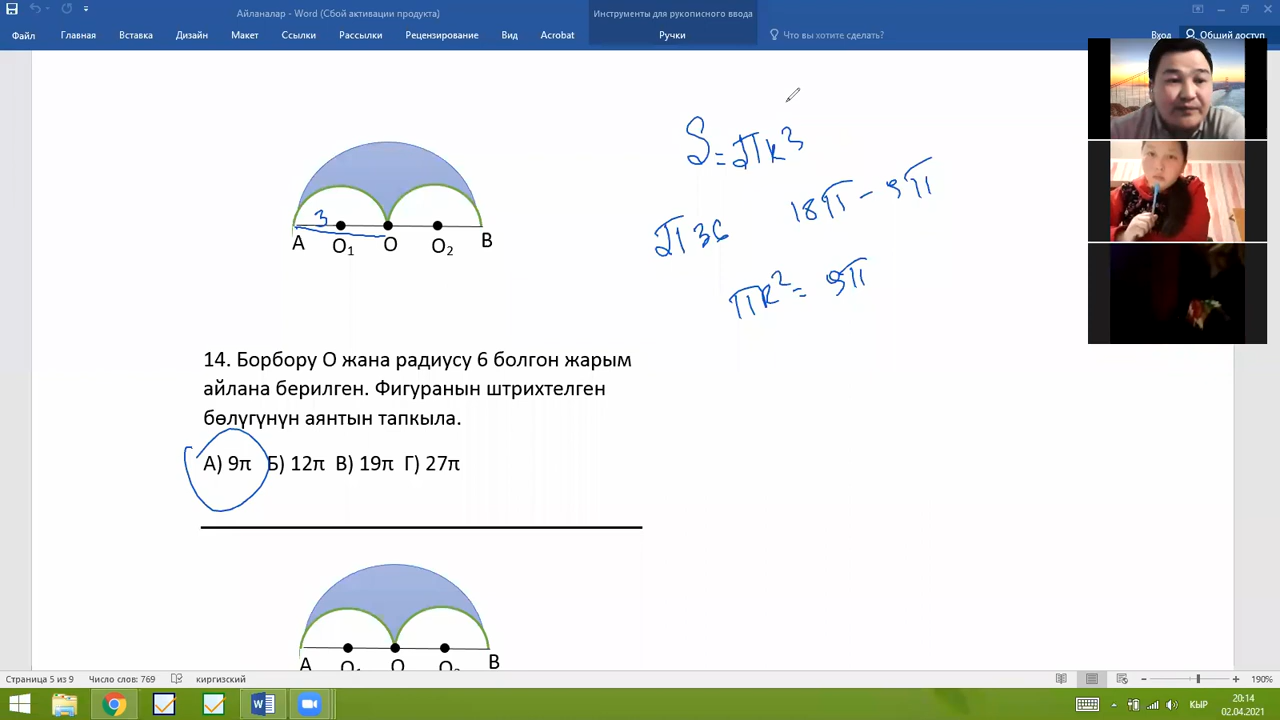 Айланалар - Word (Сбой активации продукта)
Инструменты для рукописного ввода
Файл Главная Вставка Дизайн Макет Ссылки Рассылки Рецензирование Вид Acrobat Ручки Что вы хотите сделать? Вход Общий доступ
S=πR²
3
18π - 9π
π36
A O₁ O O₂ B
πR²= 9π
14. Борбору О жана радиусу 6 болгон жарым
айлана берилген. Фигуранын штрихтелген
бөлүгүнүн аянтын тапкыла.
А) 9π Б) 12π В) 19π Г) 27π
A O₁ O O₂ B
Страница 5 из 9 Число слов: 769 киргизский 190%
КЫР
20:14
02.04.2021